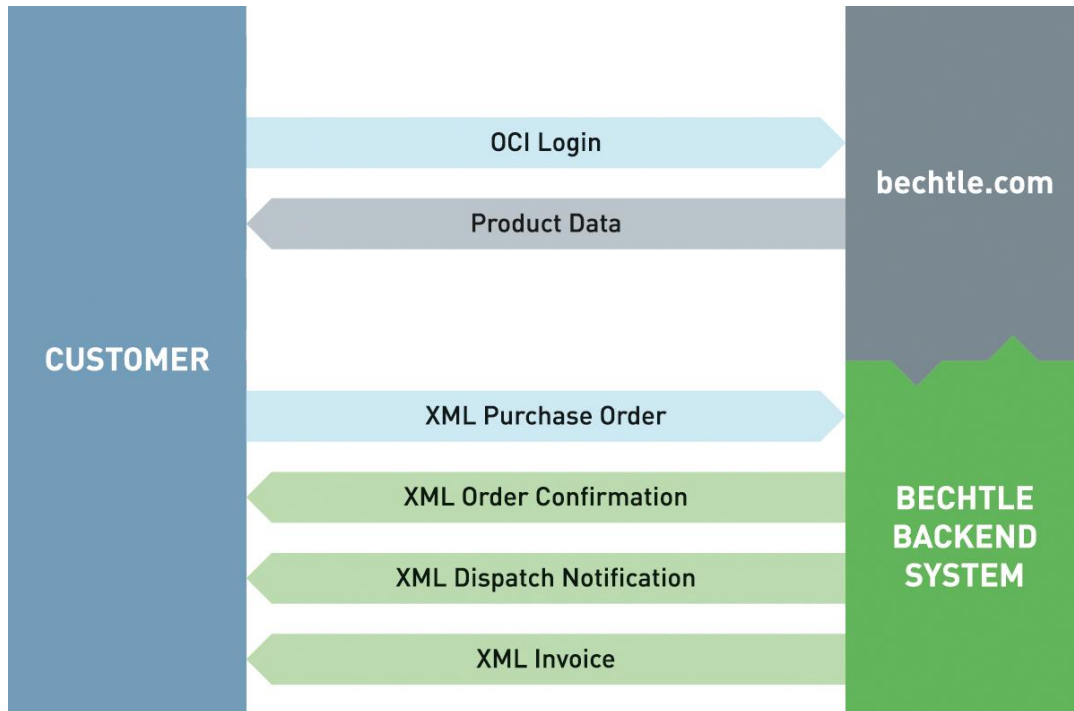 OCI Login
bechtle.com
Product Data
CUSTOMER
XML Purchase Order
XML Order Confirmation
BECHTLE
BACKEND
SYSTEM
XML Dispatch Notification
XML Invoice